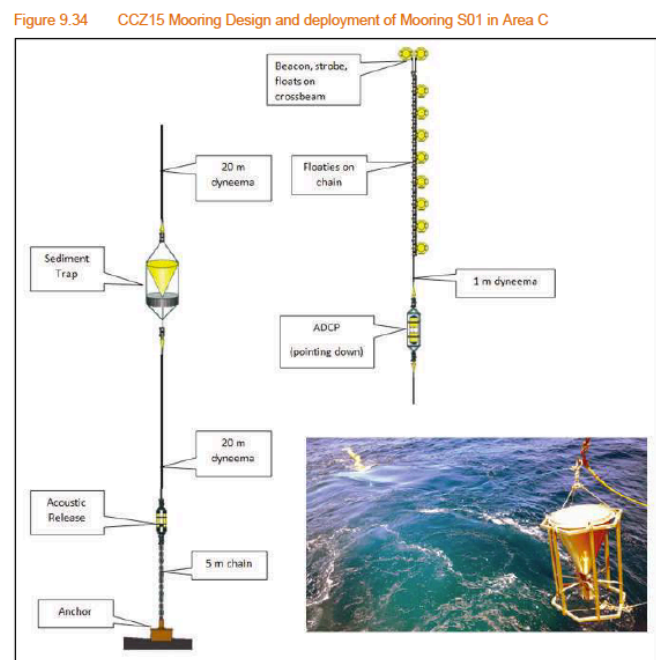 Figure 9.34 CCZ15 Mooring Design and deployment of Mooring S01 in Area C
Beacon, strobe,
floats on
crossbeam
20 m
dyneema
Floaties on
chain
Sediment
Trap
1 m dyneema
ADCP
(pointing down)
20 m
dyneema
Acoustic
Release
5 m chain
Anchor